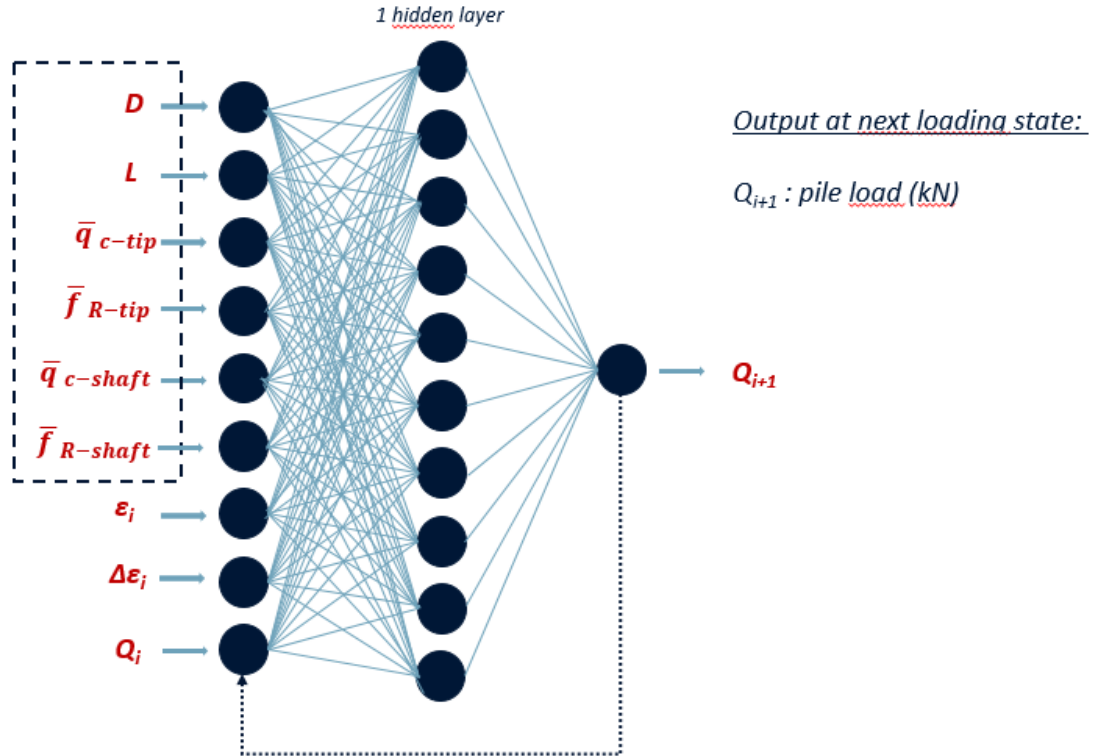 1 hidden layer
D
L
q̅ c−tip
f̅ R−tip
q̅ c−shaft
f̅ R−shaft
εi
Δεi
Qi
Output at next loading state:
Qi+1 : pile load (kN)
Qi+1